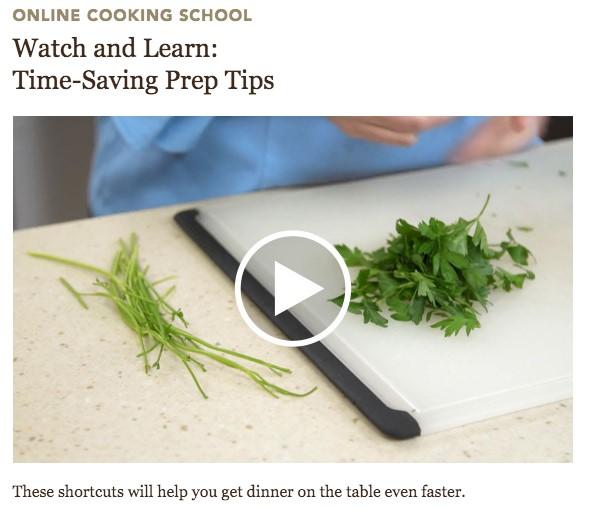 ONLINE COOKING SCHOOL
Watch and Learn:
Time-Saving Prep Tips
These shortcuts will help you get dinner on the table even faster.